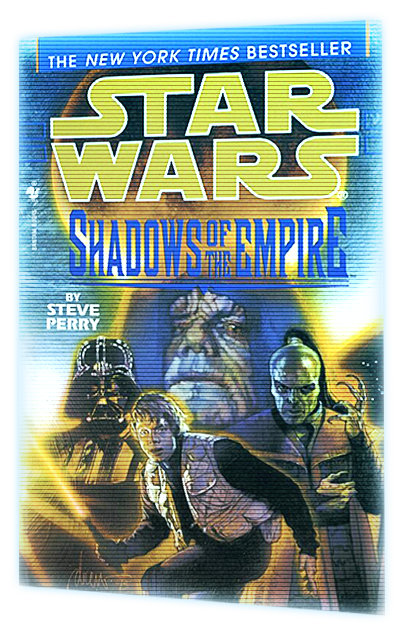 THE NEW YORK TIMES BESTSELLER
STAR
WARS®
SHADOWS OF THE EMPIRE
BY
STEVE
PERRY